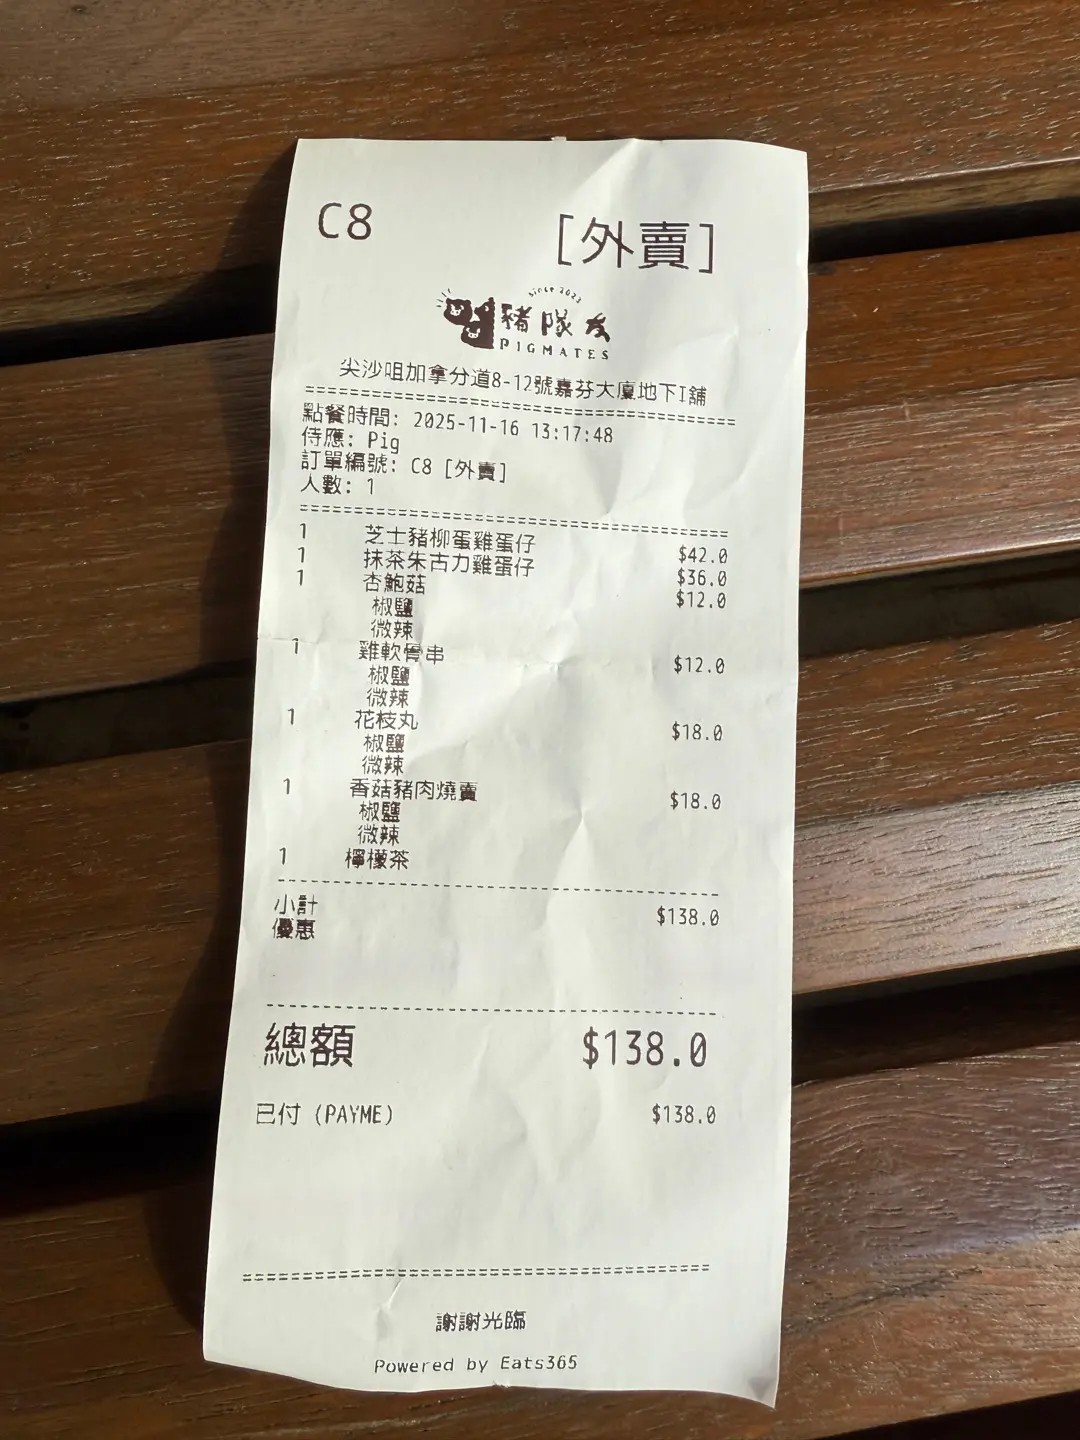 C8 [外賣]
since 2023
豬隊友
PIGMATES
尖沙咀加拿分道8-12號嘉芬大廈地下I舖
點餐時間: 2025-11-16 13:17:48
侍應: Pig
訂單編號: C8 [外賣]
人數: 1
1 芝士豬柳蛋雞蛋仔 $42.0
1 抹茶朱古力雞蛋仔 $36.0
1 杏鮑菇 $12.0
椒鹽
微辣
1 雞軟骨串 $12.0
椒鹽
微辣
1 花枝丸 $18.0
椒鹽
微辣
1 香菇豬肉燒賣 $18.0
椒鹽
微辣
1 檸檬茶
小計 $138.0
優惠
總額 $138.0
已付 (PAYME) $138.0
謝謝光臨
Powered by Eats365